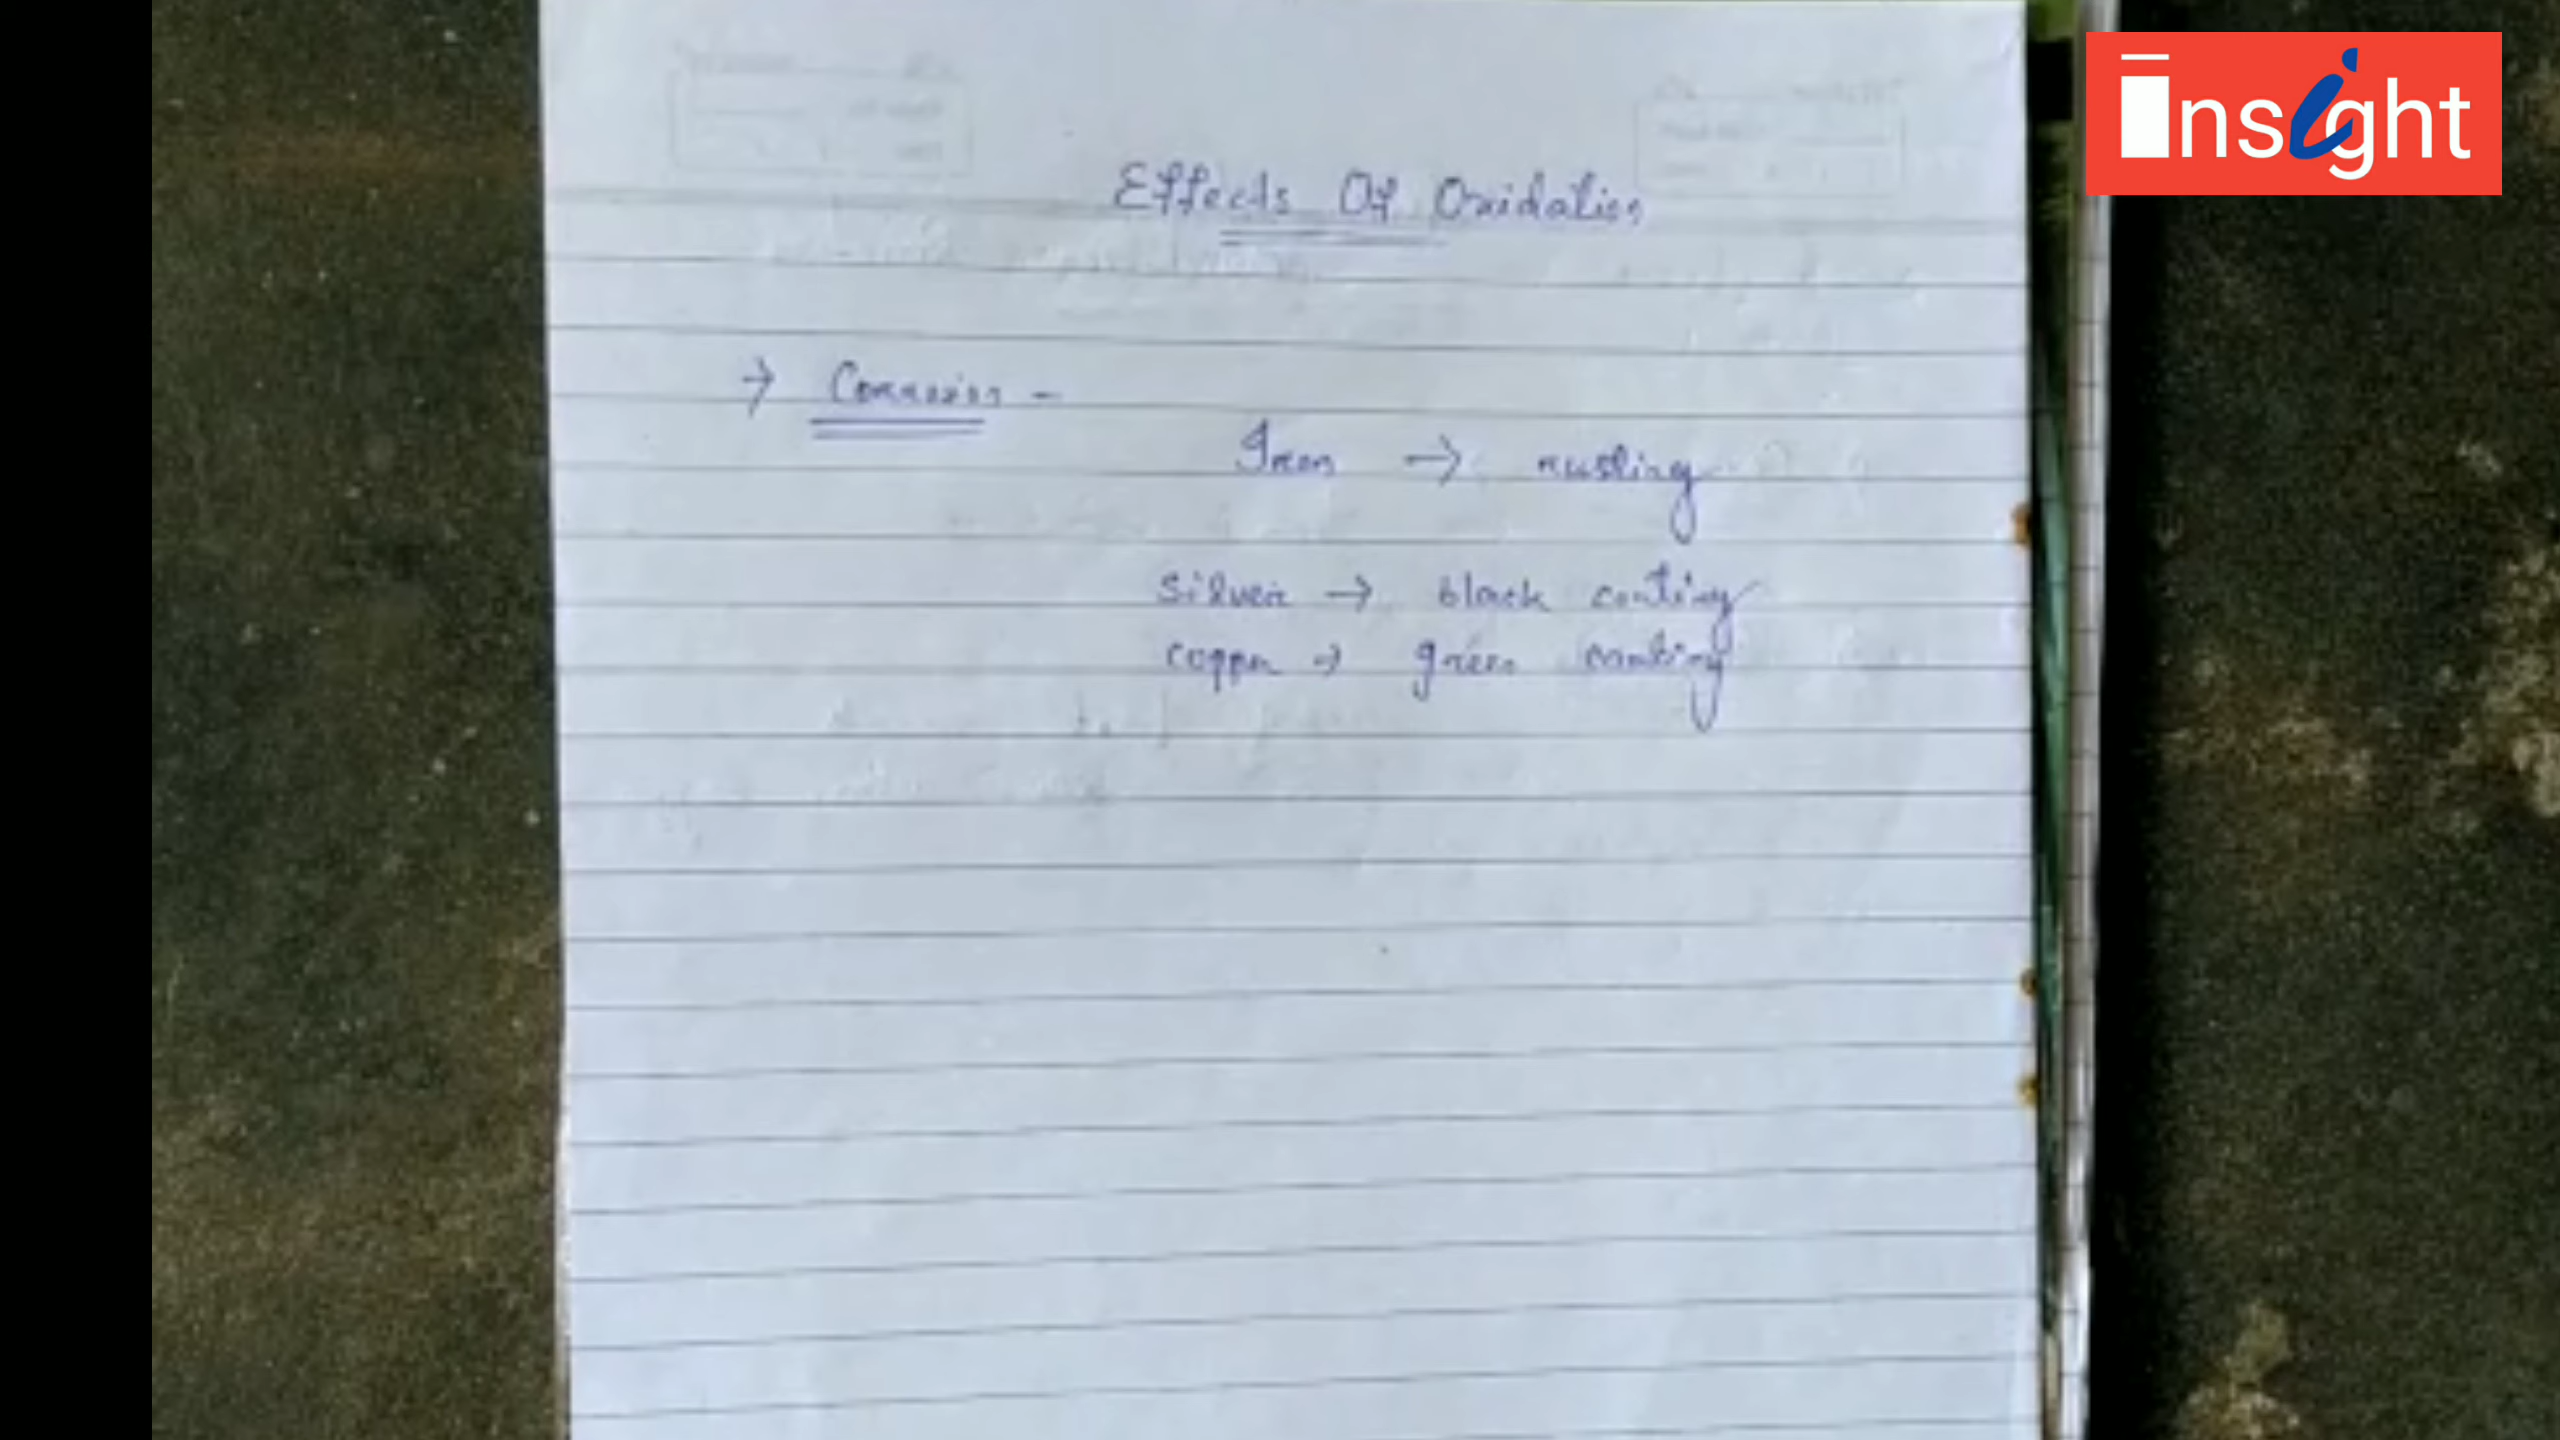 Insight
Effects Of Oxidation
→ Corrosion -
Iron → rusting
Silver → black coating
copper → green coating